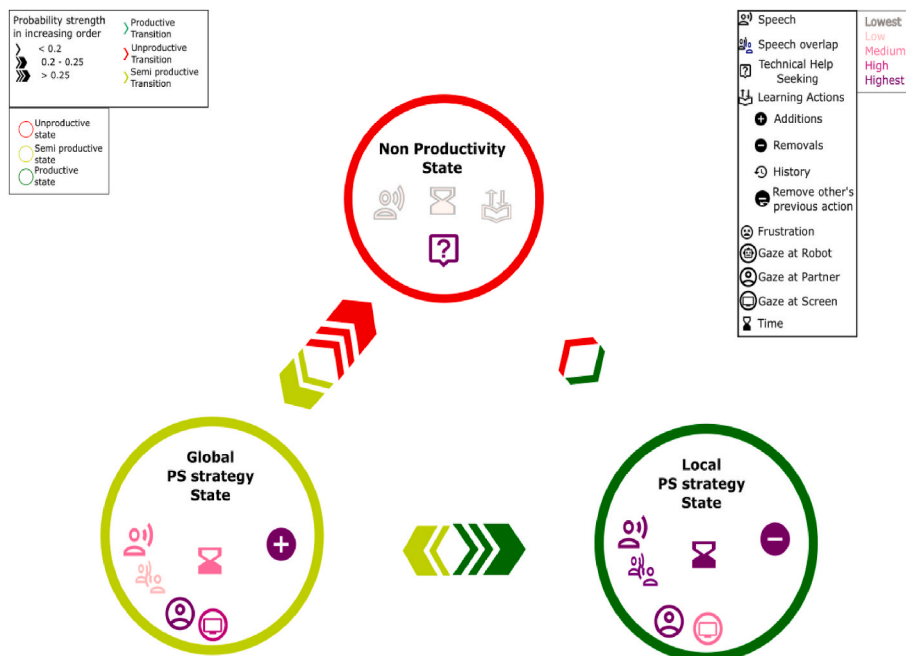 Probability strength
in increasing order
< 0.2
0.2 - 0.25
> 0.25
Productive
Transition
Unproductive
Transition
Semi productive
Transition
Unproductive
state
Semi productive
state
Productive
state
Speech
Speech overlap
Technical Help
Seeking
Learning Actions
Additions
Removals
History
Remove other's
previous action
Frustration
Gaze at Robot
Gaze at Partner
Gaze at Screen
Time
Lowest
Low
Medium
High
Highest
Non Productivity
State
?
Global
PS strategy
State
Local
PS strategy
State